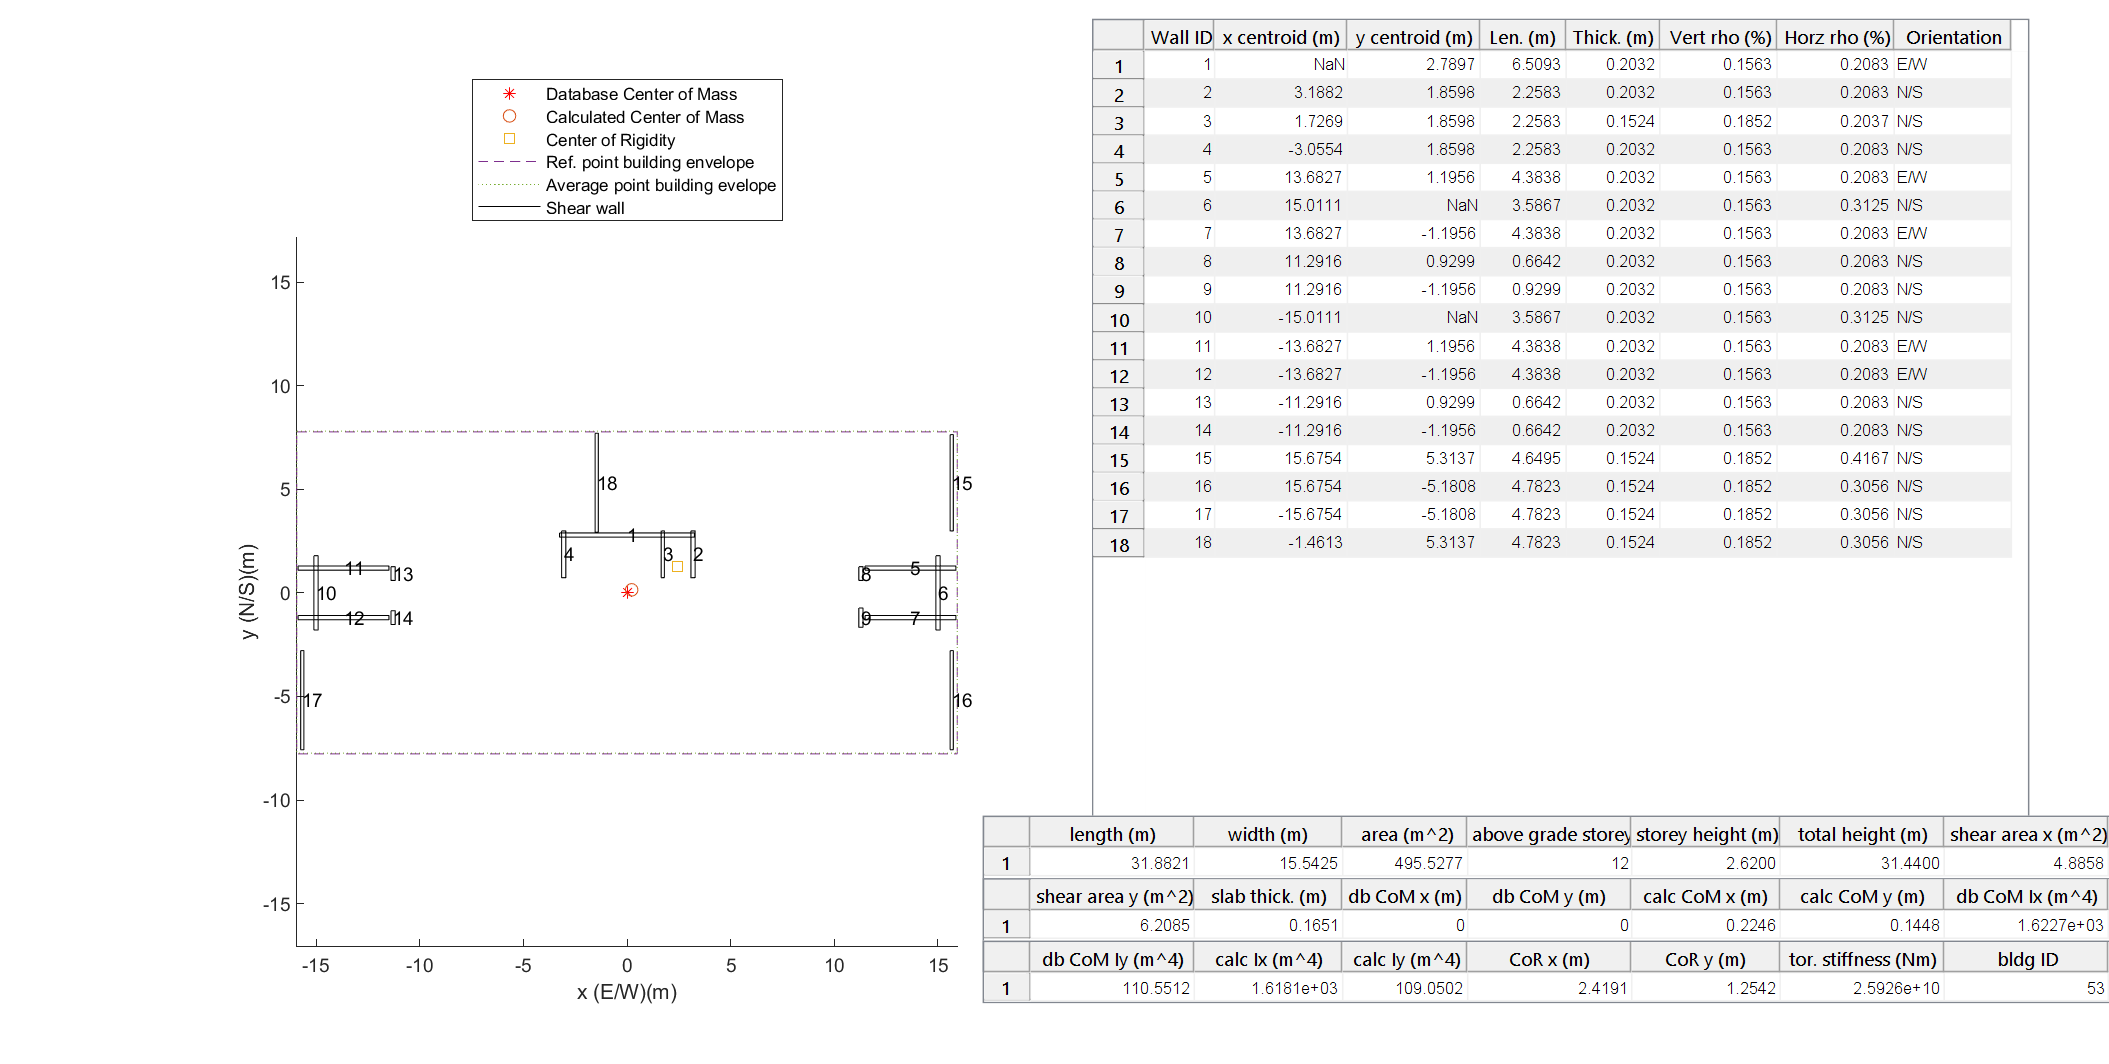 Database Center of Mass
Calculated Center of Mass
Center of Rigidity
Ref. point building envelope
Average point building evelope
Shear wall
15
10
5
0
-5
-10
-15
y (N/S)(m)
-15 -10 -5 0 5 10 15
x (E/W)(m)
18
15
1
4
3
2
11
13
8
5
10
6
12
14
9
7
17
16
Wall ID x centroid (m) y centroid (m) Len. (m) Thick. (m) Vert rho (%) Horz rho (%) Orientation
1 1 NaN 2.7897 6.5093 0.2032 0.1563 0.2083 E/W
2 2 3.1882 1.8598 2.2583 0.2032 0.1563 0.2083 N/S
3 3 1.7269 1.8598 2.2583 0.1524 0.1852 0.2037 N/S
4 4 -3.0554 1.8598 2.2583 0.2032 0.1563 0.2083 N/S
5 5 13.6827 1.1956 4.3838 0.2032 0.1563 0.2083 E/W
6 6 15.0111 NaN 3.5867 0.2032 0.1563 0.3125 N/S
7 7 13.6827 -1.1956 4.3838 0.2032 0.1563 0.2083 E/W
8 8 11.2916 0.9299 0.6642 0.2032 0.1563 0.2083 N/S
9 9 11.2916 -1.1956 0.9299 0.2032 0.1563 0.2083 N/S
10 10 -15.0111 NaN 3.5867 0.2032 0.1563 0.3125 N/S
11 11 -13.6827 1.1956 4.3838 0.2032 0.1563 0.2083 E/W
12 12 -13.6827 -1.1956 4.3838 0.2032 0.1563 0.2083 E/W
13 13 -11.2916 0.9299 0.6642 0.2032 0.1563 0.2083 N/S
14 14 -11.2916 -1.1956 0.6642 0.2032 0.1563 0.2083 N/S
15 15 15.6754 5.3137 4.6495 0.1524 0.1852 0.4167 N/S
16 16 15.6754 -5.1808 4.7823 0.1524 0.1852 0.3056 N/S
17 17 -15.6754 -5.1808 4.7823 0.1524 0.1852 0.3056 N/S
18 18 -1.4613 5.3137 4.7823 0.1524 0.1852 0.3056 N/S
length (m) width (m) area (m^2) above grade storey storey height (m) total height (m) shear area x (m^2)
1 31.8821 15.5425 495.5277 12 2.6200 31.4400 4.8858
shear area y (m^2) slab thick. (m) db CoM x (m) db CoM y (m) calc CoM x (m) calc CoM y (m) db CoM Ix (m^4)
1 6.2085 0.1651 0 0 0.2246 0.1448 1.6227e+03
db CoM Iy (m^4) calc Ix (m^4) calc Iy (m^4) CoR x (m) CoR y (m) tor. stiffness (Nm) bldg ID
1 110.5512 1.6181e+03 109.0502 2.4191 1.2542 2.5926e+10 53